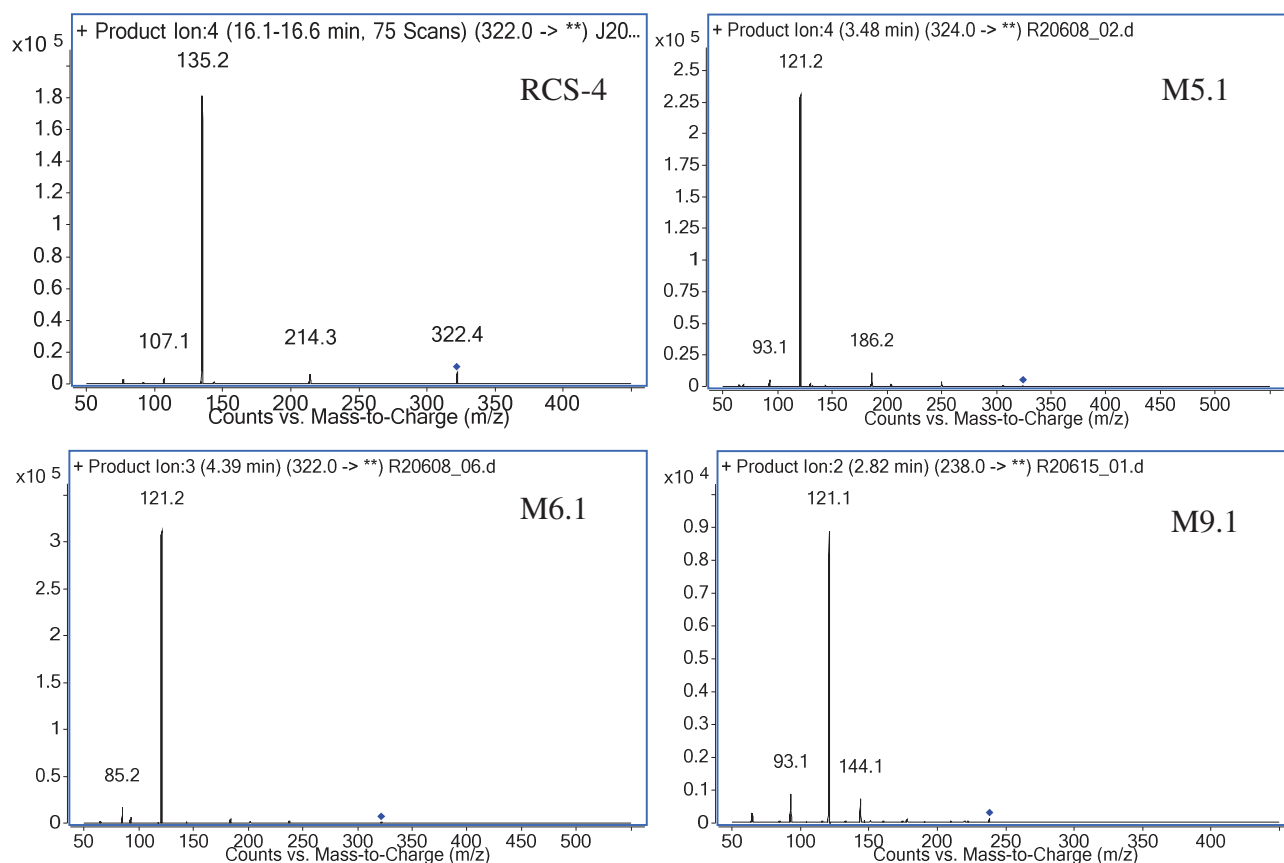 + Product Ion:4 (16.1-16.6 min, 75 Scans) (322.0 -> **) J20...
x10 5
135.2
RCS-4
1.8
1.6
1.4
1.2
1
0.8
0.6
0.4
0.2
0
107.1
214.3
322.4
50 100 150 200 250 300 350 400
Counts vs. Mass-to-Charge (m/z)
+ Product Ion:4 (3.48 min) (324.0 -> **) R20608_02.d
x10 5
121.2
M5.1
2.5
2.25
2
1.75
1.5
1.25
1
0.75
0.5
0.25
0
93.1
186.2
50 100 150 200 250 300 350 400 450 500
Counts vs. Mass-to-Charge (m/z)
+ Product Ion:3 (4.39 min) (322.0 -> **) R20608_06.d
x10 5
121.2
M6.1
3
2.5
2
1.5
1
0.5
0
85.2
50 100 150 200 250 300 350 400 450 500
Counts vs. Mass-to-Charge (m/z)
+ Product Ion:2 (2.82 min) (238.0 -> **) R20615_01.d
x10 4
121.1
M9.1
0.9
0.8
0.7
0.6
0.5
0.4
0.3
0.2
0.1
0
93.1
144.1
50 100 150 200 250 300 350 400
Counts vs. Mass-to-Charge (m/z)